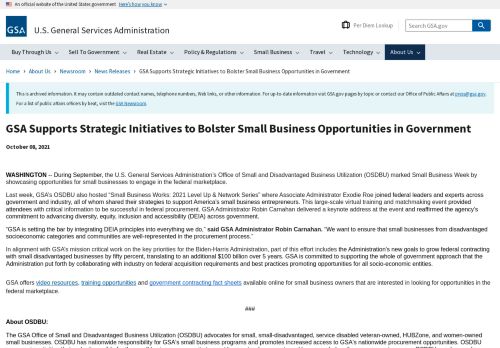 An official website of the United States government Here's how you know
GSA
U.S. General Services Administration
Per Diem Lookup
Search GSA.gov
Buy Through Us Sell To Government Real Estate Policy & Regulations Small Business Travel Technology About Us
Home › About Us › Newsroom › News Releases › GSA Supports Strategic Initiatives to Bolster Small Business Opportunities in Government
This is archived information. It may contain outdated contact names, telephone numbers, Web links, or other information. For up-to-date information visit GSA.gov pages by topic or contact our Office of Public Affairs at press@gsa.gov.
For a list of public affairs officers by beat, visit the GSA Newsroom.
GSA Supports Strategic Initiatives to Bolster Small Business Opportunities in Government
October 08, 2021
WASHINGTON -- During September, the U.S. General Services Administration's Office of Small and Disadvantaged Business Utilization (OSDBU) marked Small Business Week by
showcasing opportunities for small businesses to engage in the federal marketplace.
Last week, GSA's OSDBU also hosted "Small Business Works: 2021 Level Up & Network Series" where Associate Administrator Exodie Roe joined federal leaders and experts across
government and industry, all of whom shared their strategies to support America's small business entrepreneurs. This large-scale virtual training and matchmaking event provided
attendees with critical information to be successful in federal procurement. GSA Administrator Robin Carnahan delivered a keynote address at the event and reaffirmed the agency's
commitment to advancing diversity, equity, inclusion and accessibility (DEIA) across government.
"GSA is setting the bar by integrating DEIA principles into everything we do," said GSA Administrator Robin Carnahan. "We want to ensure that small businesses from disadvantaged
socioeconomic categories and communities are well-represented in the procurement process."
In alignment with GSA's mission critical work on the key priorities for the Biden-Harris Administration, part of this effort includes the Administration's new goals to grow federal contracting
with small disadvantaged businesses by fifty percent, translating to an additional $100 billion over 5 years. GSA is committed to supporting the whole of government approach that the
Administration put forth by collaborating with industry on federal acquisition requirements and best practices promoting opportunities for all socio-economic entities.
GSA offers video resources, training opportunities and government contracting fact sheets available online for small business owners that are interested in looking for opportunities in the
federal marketplace.
###
About OSDBU:
The GSA Office of Small and Disadvantaged Business Utilization (OSDBU) advocates for small, small-disadvantaged, service disabled veteran-owned, HUBZone, and women-owned
small businesses. OSDBU has nationwide responsibility for GSA's small business programs and promotes increased access to GSA's nationwide procurement opportunities. OSDBU